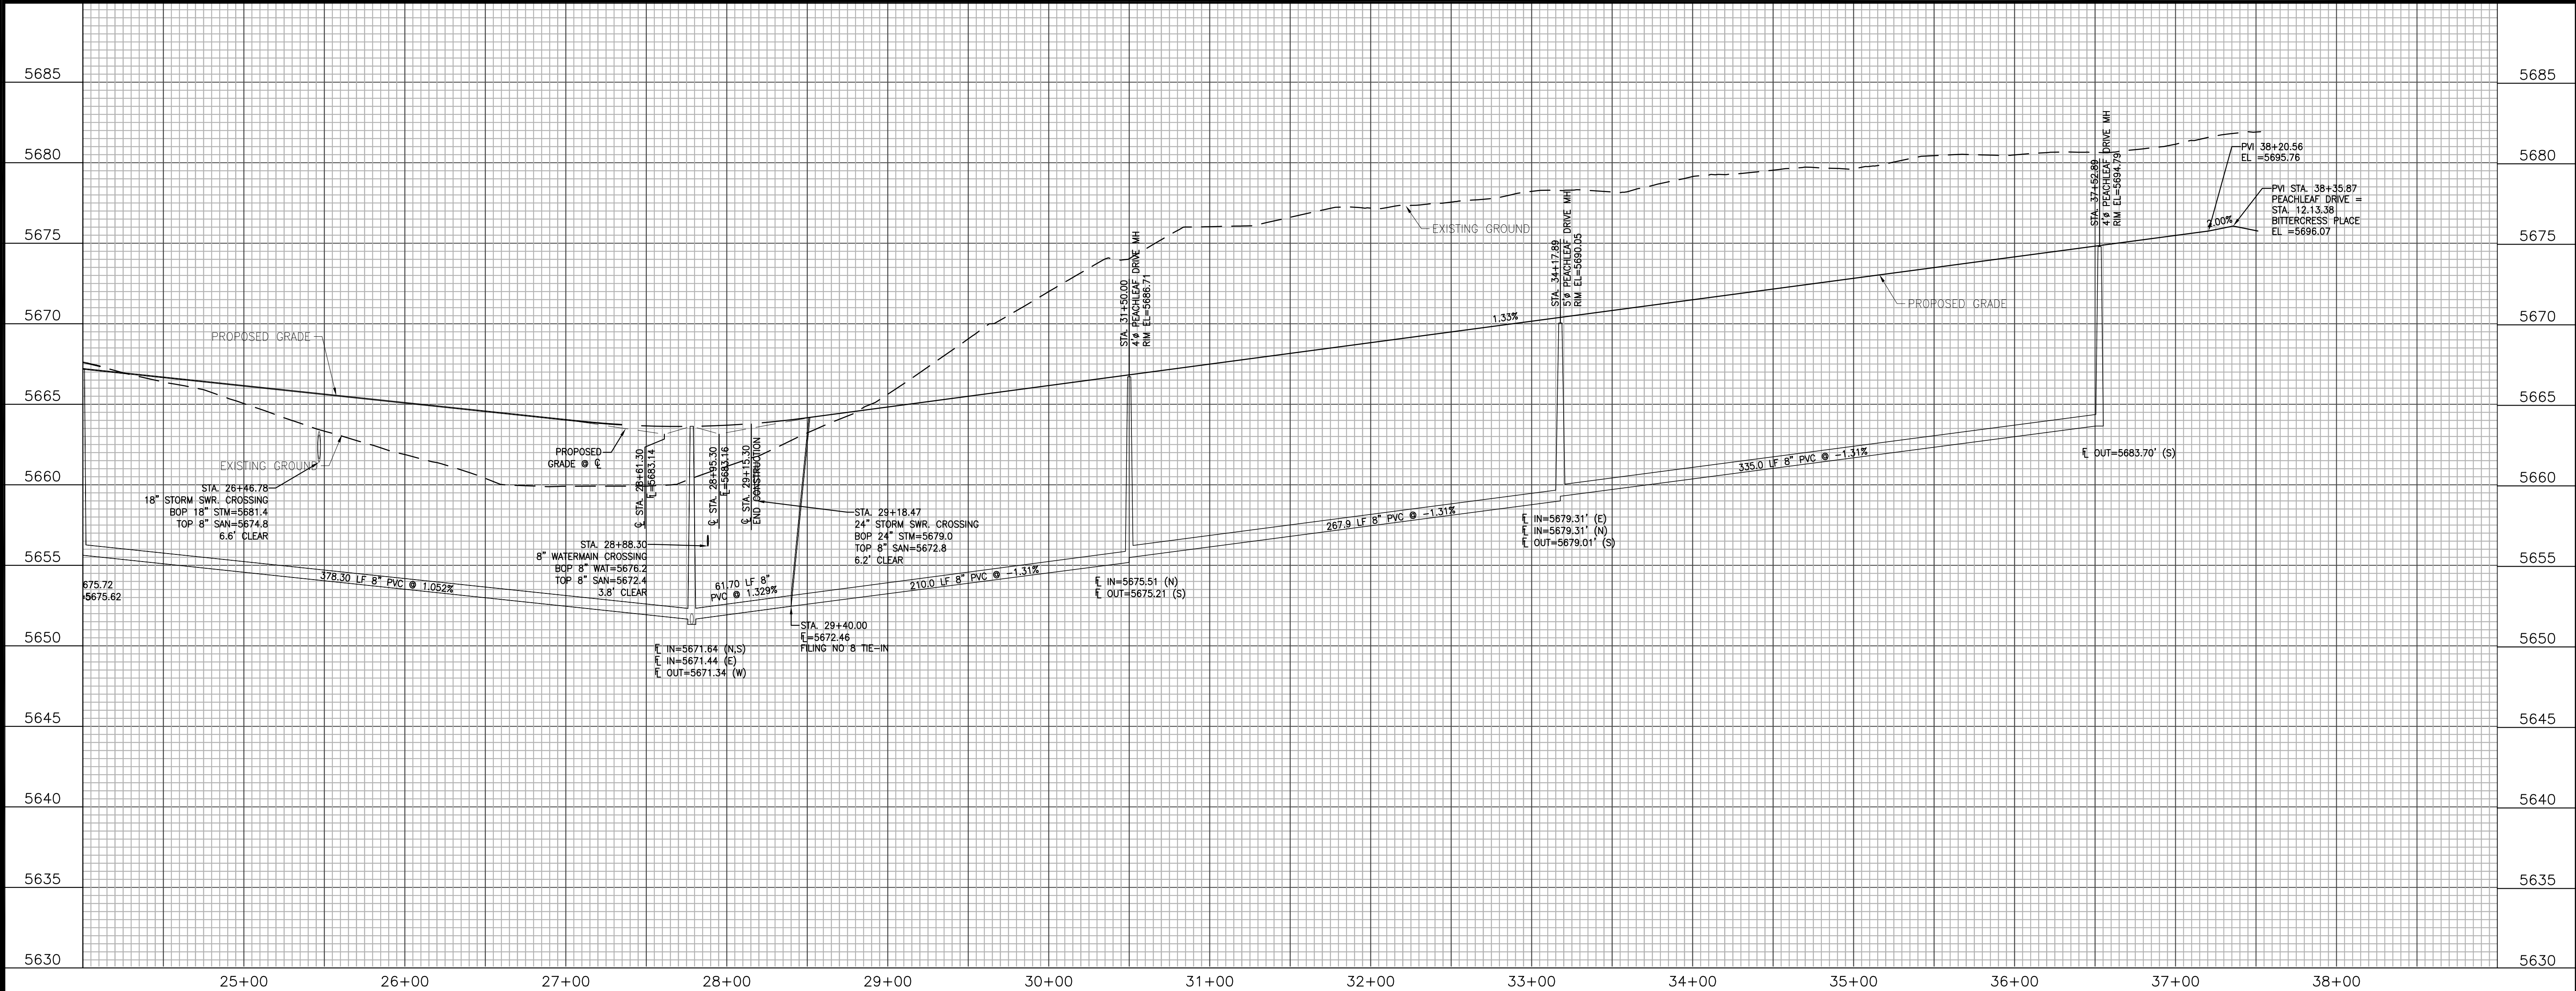 5685
5685
5680
5680
5675
5675
5670
5670
5665
5665
5660
5660
5655
5655
5650
5650
5645
5645
5640
5640
5635
5635
5630
5630
PROPOSED GRADE
EXISTING GROUND
STA. 26+46.78
18" STORM SWR. CROSSING
BOP 18" STM=5681.4
TOP 8" SAN=5674.8
6.6' CLEAR
675.72
5675.62
378.30 LF 8" PVC @ 1.052%
PROPOSED
GRADE @ ℄
℄ STA. 28+61.30
FL=5683.14
℄ STA. 28+95.30
FL=5683.16
℄ STA. 29+15.30
END CONSTRUCTION
STA. 28+88.30
8" WATERMAIN CROSSING
BOP 8" WAT=5676.2
TOP 8" SAN=5672.4
3.8' CLEAR
61.70 LF 8"
PVC @ 1.329%
STA. 29+18.47
24" STORM SWR. CROSSING
BOP 24" STM=5679.0
TOP 8" SAN=5672.8
6.2' CLEAR
STA. 29+40.00
FL=5672.46
FILING NO 8 TIE-IN
FL IN=5671.64 (N,S)
FL IN=5671.44 (E)
FL OUT=5671.34 (W)
210.0 LF 8" PVC @ -1.31%
STA. 31+50.00
4'ø PEACHLEAF DRIVE MH
RIM EL=5686.71
FL IN=5675.51 (N)
FL OUT=5675.21 (S)
EXISTING GROUND
267.9 LF 8" PVC @ -1.31%
1.33%
STA. 34+17.89
5'ø PEACHLEAF DRIVE MH
RIM EL=5690.05
FL IN=5679.31' (E)
FL IN=5679.31' (N)
FL OUT=5679.01' (S)
335.0 LF 8" PVC @ -1.31%
PROPOSED GRADE
STA. 37+52.89
4'ø PEACHLEAF DRIVE MH
RIM EL=5694.79
FL OUT=5683.70' (S)
PVI 38+20.56
EL =5695.76
2.00%
PVI STA. 38+35.87
PEACHLEAF DRIVE =
STA. 12.13.38
BITTERCRESS PLACE
EL =5696.07
25+00
26+00
27+00
28+00
29+00
30+00
31+00
32+00
33+00
34+00
35+00
36+00
37+00
38+00